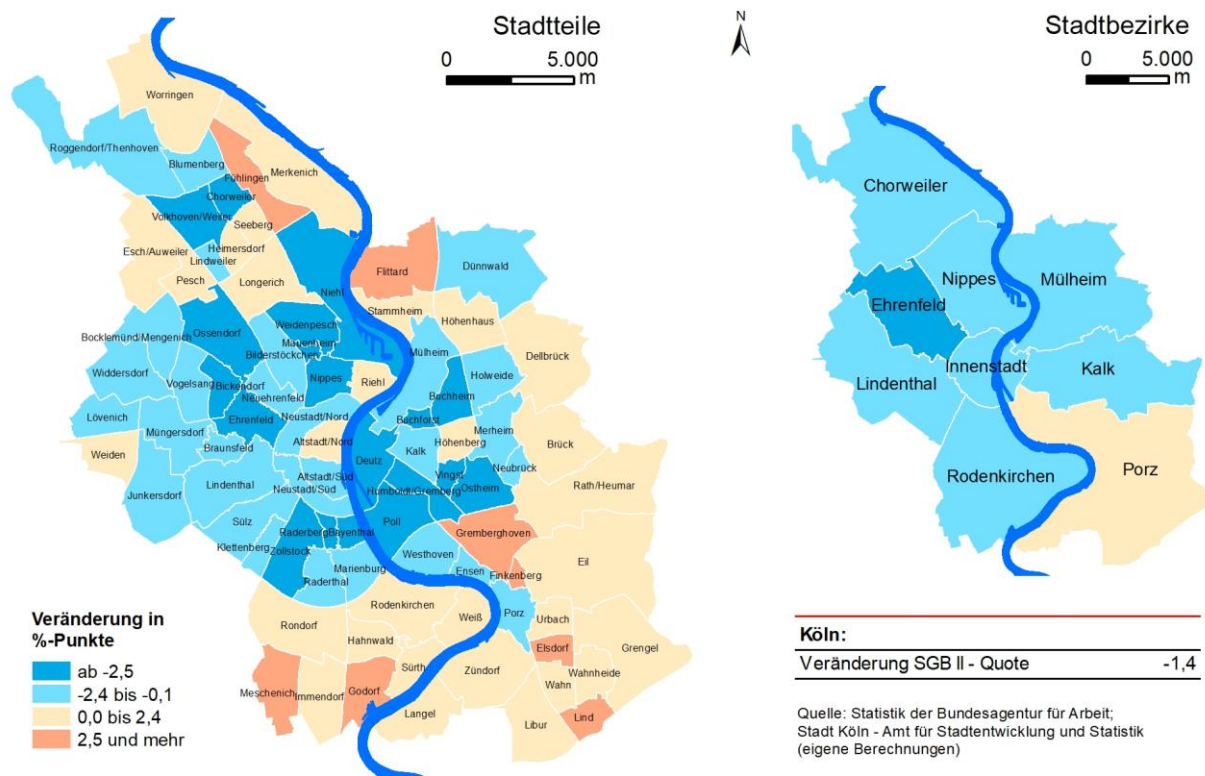 Stadtteile
0 5.000
m
N
Stadtbezirke
0 5.000
m
Worringen
Roggendorf/Thenhoven
Blumenberg
Fühlingen
Merkenich
Chorweiler
Volkhoven/Weiler
Seeberg
Esch/Auweiler
Heimersdorf
Lindweiler
Pesch
Longerich
Niehl
Flittard
Dünnwald
Stammheim
Höhenhaus
Ossendorf
Weidenpesch
Mauenheim
Bocklemünd/Mengenich
Bilderstöckchen
Mülheim
Dellbrück
Widdersdorf
Vogelsang
Bickendorf
Nippes
Riehl
Holweide
Buchheim
Neuehrenfeld
Lövenich
Ehrenfeld
Neustadt/Nord
Buchforst
Müngersdorf
Merheim
Braunsfeld
Altstadt/Nord
Höhenberg
Brück
Weiden
Deutz
Kalk
Neubrück
Junkersdorf
Lindenthal
Altstadt/Süd
Neustadt/Süd
Vingst
Ostheim
Rath/Heumar
Humboldt/Gremberg
Sülz
Poll
Raderberg
Bayenthal
Gremberghoven
Klettenberg
Zollstock
Westhoven
Eil
Marienburg
Ensen
Finkenberg
Raderthal
Rodenkirchen
Weiß
Porz
Urbach
Rondorf
Hahnwald
Elsdorf
Grengel
Sürth
Zündorf
Wahnheide
Wahn
Meschenich
Immendorf
Godorf
Langel
Libur
Lind
Chorweiler
Nippes
Mülheim
Ehrenfeld
Innenstadt
Kalk
Lindenthal
Rodenkirchen
Porz
Veränderung in
%-Punkte
ab -2,5
-2,4 bis -0,1
0,0 bis 2,4
2,5 und mehr
Köln:
Veränderung SGB II - Quote -1,4
Quelle: Statistik der Bundesagentur für Arbeit;
Stadt Köln - Amt für Stadtentwicklung und Statistik
(eigene Berechnungen)